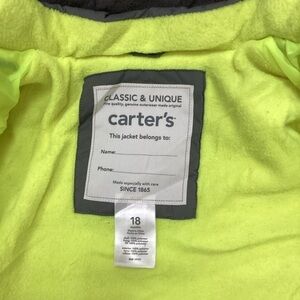 CLASSIC & UNIQUE
fine quality, genuine outerwear made original
carter's
This jacket belongs to:
Name:
Phone:
Made especially with care
SINCE 1865
18